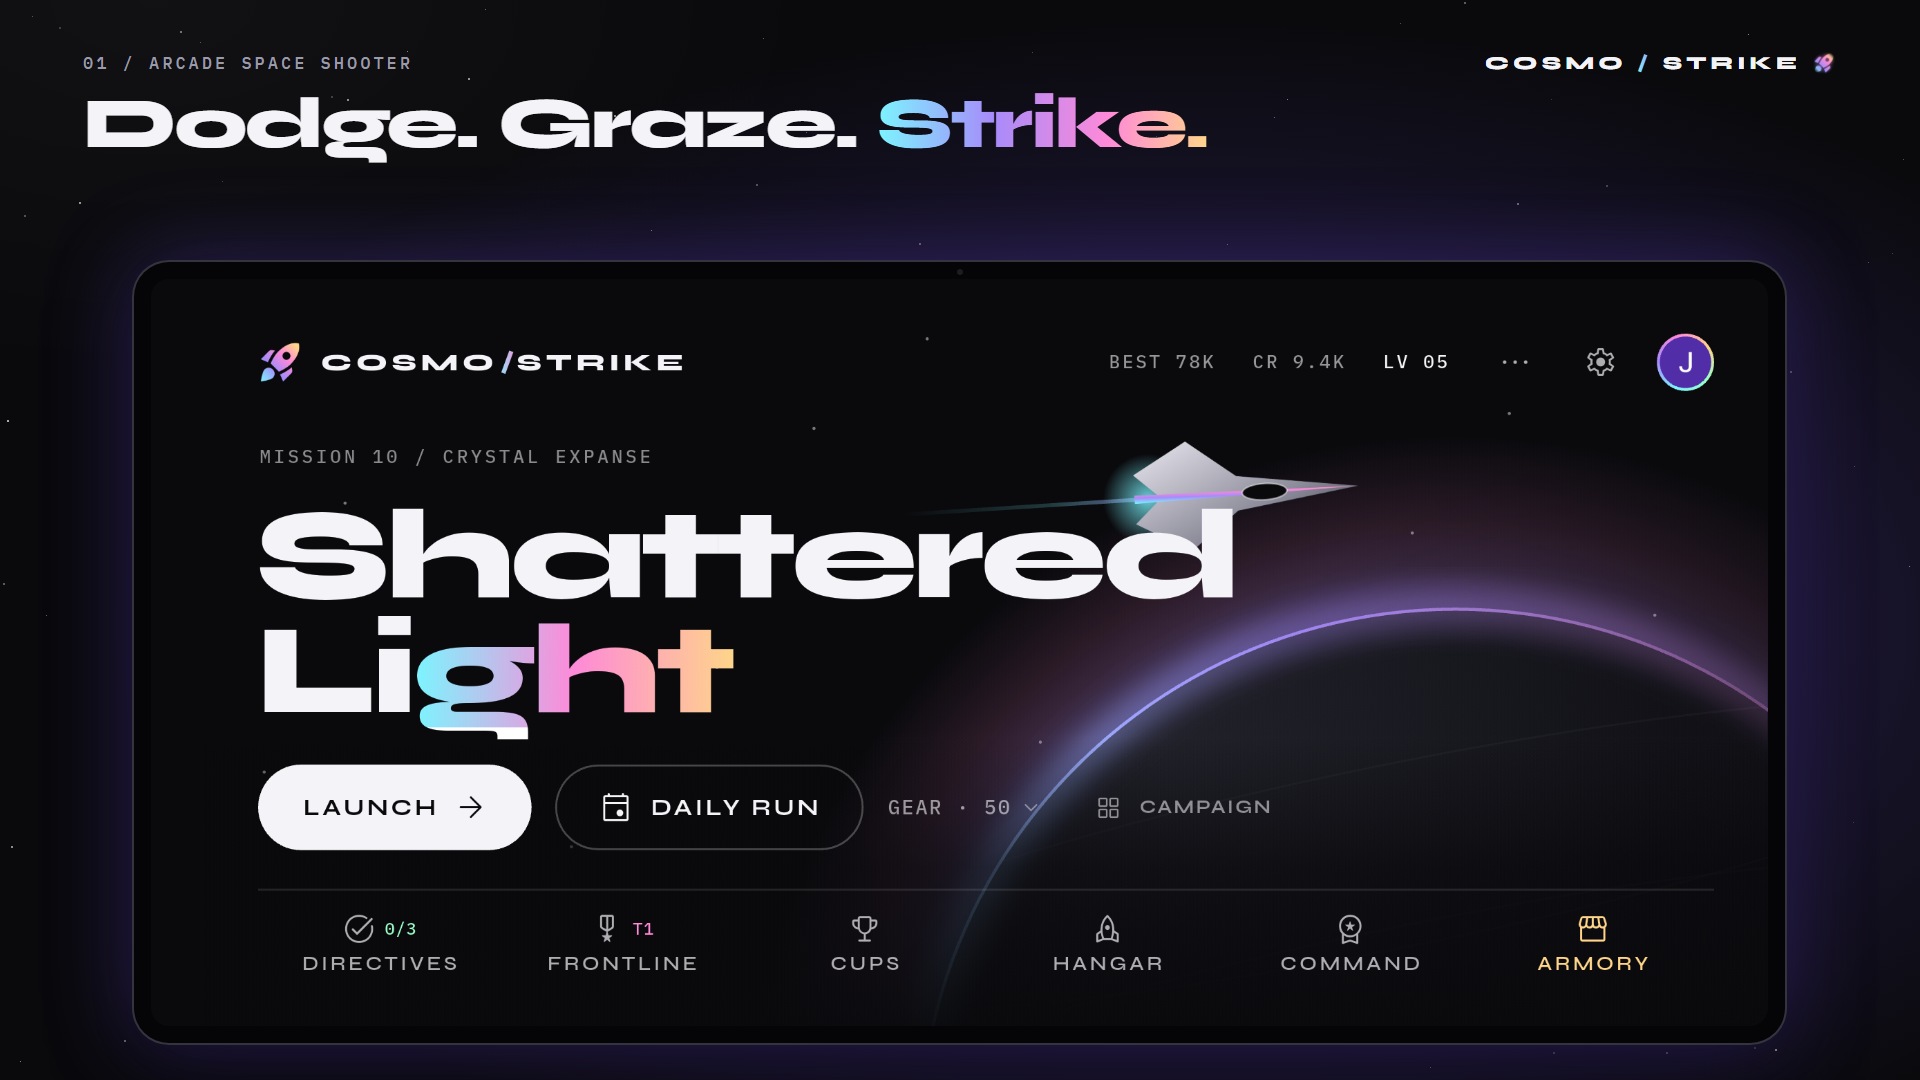 01 / ARCADE SPACE SHOOTER
COSMO / STRIKE
Dodge. Graze. Strike.
COSMO/STRIKE
BEST 78K CR 9.4K LV 05 ...
J
MISSION 10 / CRYSTAL EXPANSE
Shattered
Light
LAUNCH
DAILY RUN
GEAR · 50
CAMPAIGN
0/3
DIRECTIVES
T1
FRONTLINE
CUPS
HANGAR
COMMAND
ARMORY